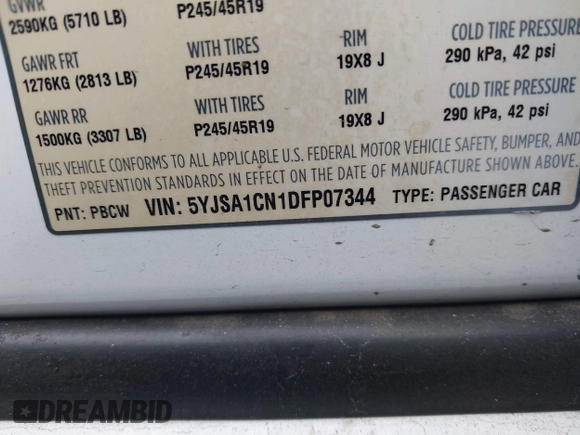 GVWR
2590KG (5710 LB)
P245/45R19
COLD TIRE PRESSURE
GAWR FRT
WITH TIRES
RIM
290 kPa, 42 psi
1276KG (2813 LB)
P245/45R19
19X8 J
COLD TIRE PRESSURE
GAWR RR
WITH TIRES
RIM
290 kPa, 42 psi
1500KG (3307 LB)
P245/45R19
19X8 J
THIS VEHICLE CONFORMS TO ALL APPLICABLE U.S. FEDERAL MOTOR VEHICLE SAFETY, BUMPER, AND
THEFT PREVENTION STANDARDS IN EFFECT ON THE DATE OF MANUFACTURE SHOWN ABOVE.
PNT: PBCW VIN: 5YJSA1CN1DFP07344 TYPE: PASSENGER CAR
DREAMBID